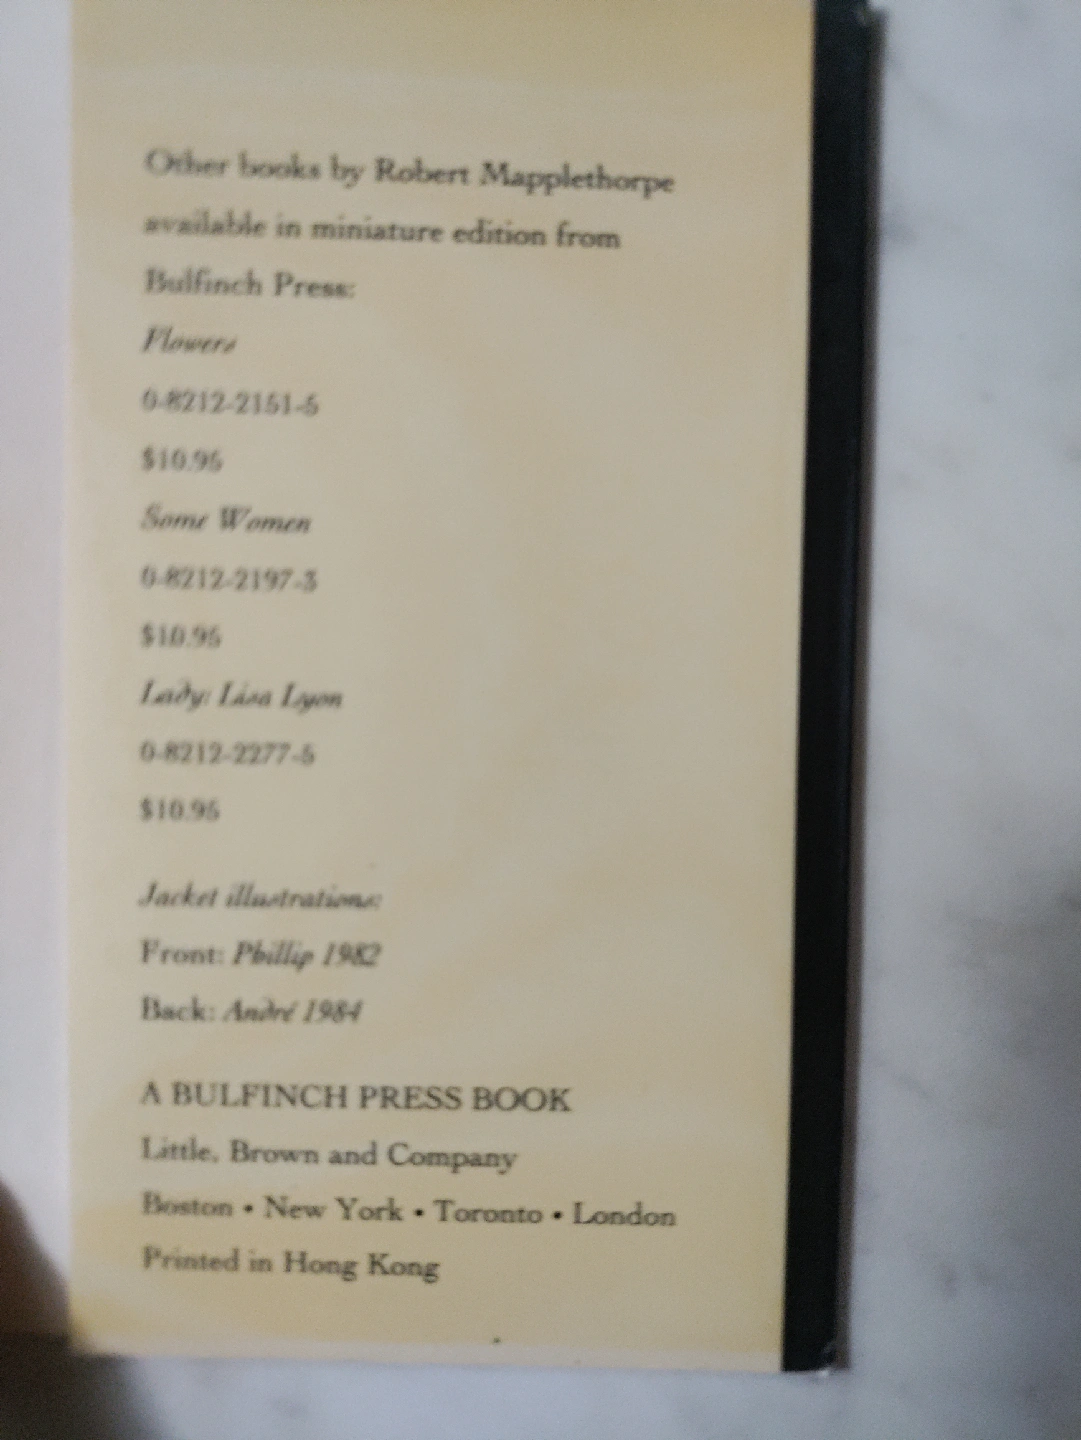 Other books by Robert Mapplethorpe
available in miniature edition from
Bulfinch Press:
Flowers
0-8212-2151-5
$10.95
Some Women
0-8212-2197-3
$10.95
Lady: Lisa Lyon
0-8212-2277-5
$10.95
Jacket illustrations:
Front: Phillip 1982
Back: André 1984
A BULFINCH PRESS BOOK
Little, Brown and Company
Boston • New York • Toronto • London
Printed in Hong Kong